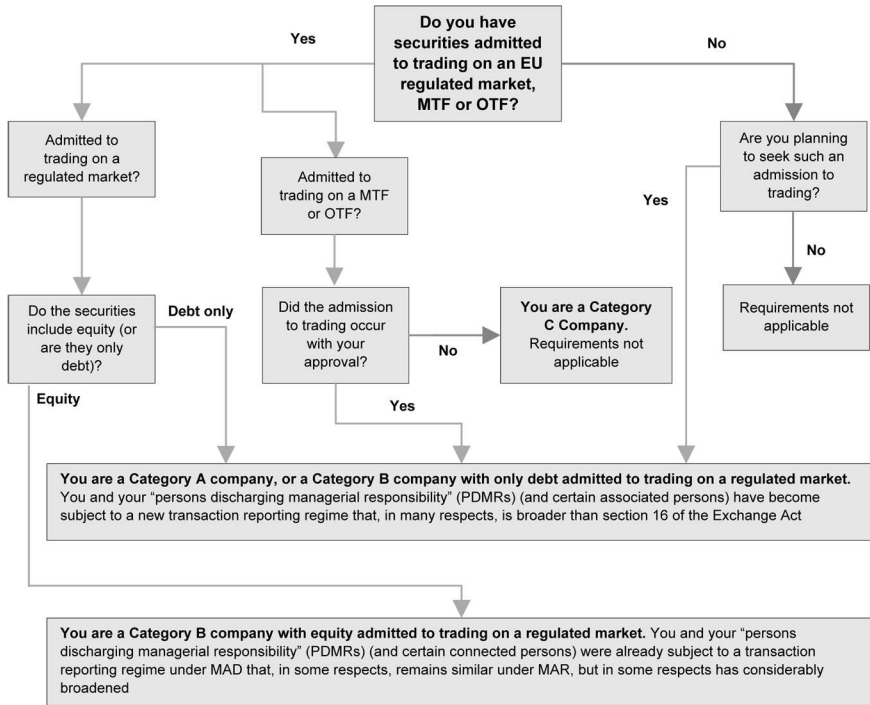 Do you have
securities admitted
to trading on an EU
regulated market,
MTF or OTF?
Yes
No
Admitted to
trading on a
regulated market?
Admitted to
trading on a MTF
or OTF?
Are you planning
to seek such an
admission to
trading?
Yes
No
Do the securities
include equity (or
are they only
debt)?
Debt only
Equity
Did the admission
to trading occur
with your
approval?
No
Yes
You are a Category
C Company.
Requirements not
applicable
Requirements not
applicable
You are a Category A company, or a Category B company with only debt admitted to trading on a regulated market.
You and your “persons discharging managerial responsibility” (PDMRs) (and certain associated persons) have become
subject to a new transaction reporting regime that, in many respects, is broader than section 16 of the Exchange Act
You are a Category B company with equity admitted to trading on a regulated market. You and your “persons
discharging managerial responsibility” (PDMRs) (and certain connected persons) were already subject to a transaction
reporting regime under MAD that, in some respects, remains similar under MAR, but in some respects has considerably
broadened